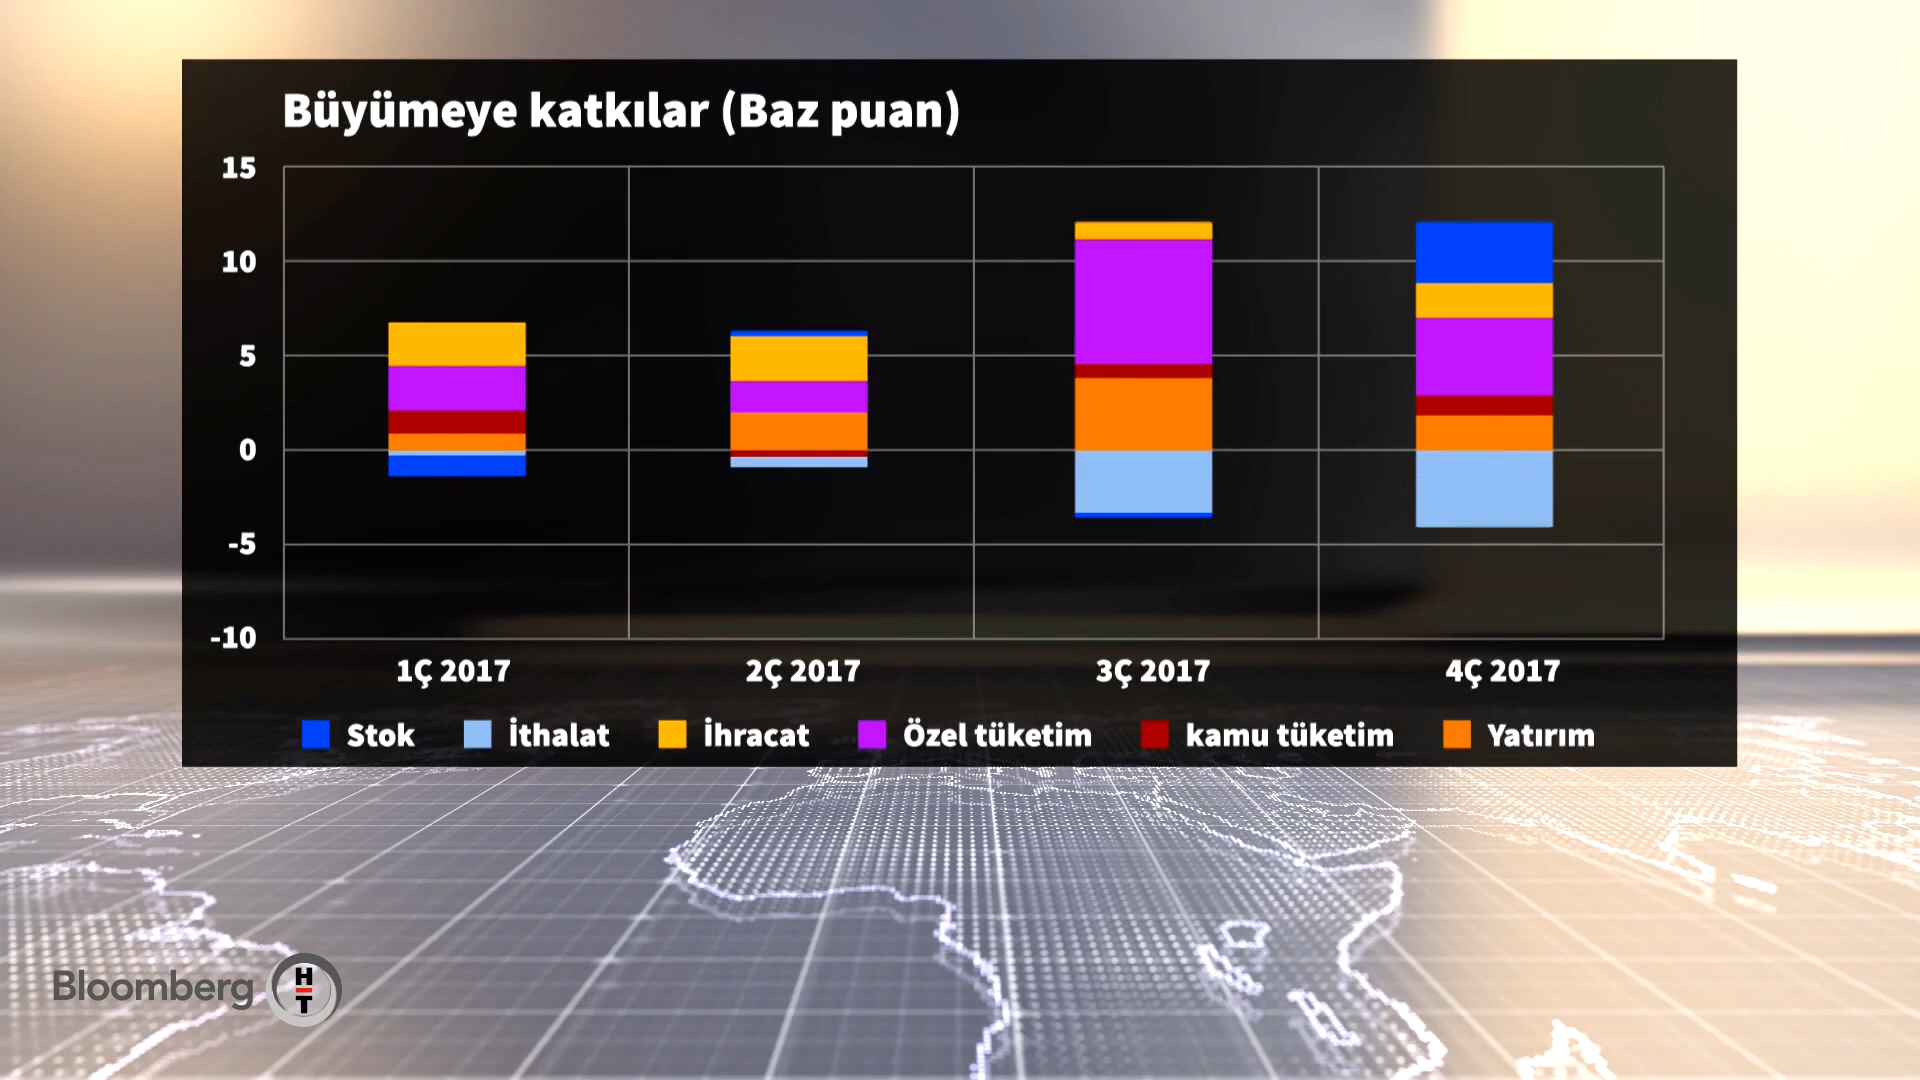 Büyümeye katkılar (Baz puan)
15
10
5
0
-5
-10
1Ç 2017 2Ç 2017 3Ç 2017 4Ç 2017
Stok İthalat İhracat Özel tüketim kamu tüketim Yatırım
Bloomberg HT